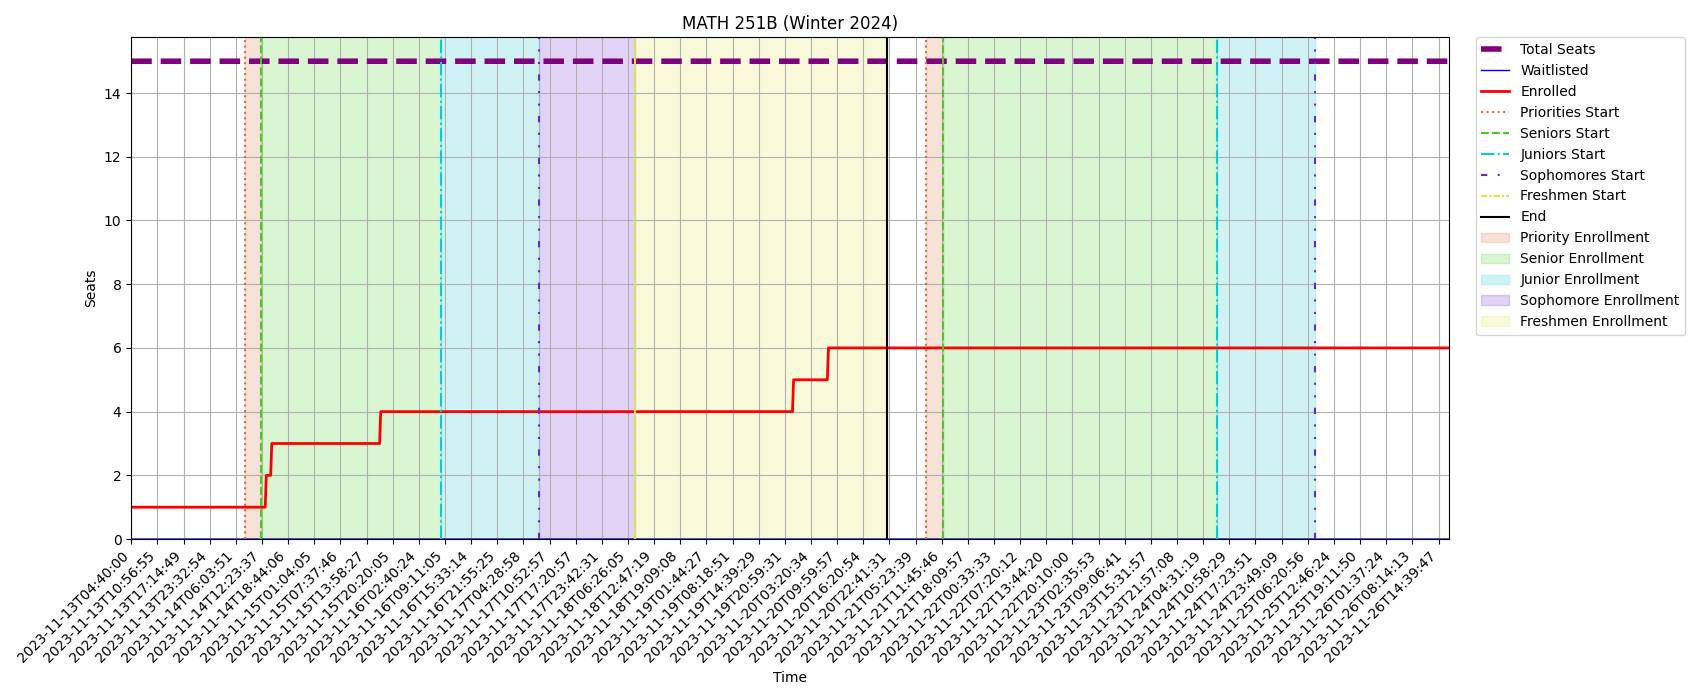 MATH 251B (Winter 2024)
Seats
14
12
10
8
6
4
2
0
2023-11-13T04:40:00
2023-11-13T10:56:55
2023-11-13T17:14:49
2023-11-13T23:32:54
2023-11-14T06:03:51
2023-11-14T12:23:37
2023-11-14T18:44:06
2023-11-15T01:04:05
2023-11-15T07:37:46
2023-11-15T13:58:27
2023-11-15T20:20:05
2023-11-16T02:40:24
2023-11-16T09:11:05
2023-11-16T15:33:14
2023-11-16T21:55:25
2023-11-17T04:28:58
2023-11-17T10:52:57
2023-11-17T17:20:57
2023-11-17T23:42:31
2023-11-18T06:26:05
2023-11-18T12:47:19
2023-11-18T19:09:08
2023-11-19T01:44:27
2023-11-19T08:18:51
2023-11-19T14:39:29
2023-11-19T20:59:31
2023-11-20T03:20:34
2023-11-20T09:59:57
2023-11-20T16:20:54
2023-11-20T22:41:31
2023-11-21T05:23:39
2023-11-21T11:45:46
2023-11-21T18:09:57
2023-11-22T00:33:33
2023-11-22T07:20:12
2023-11-22T13:44:20
2023-11-22T20:10:00
2023-11-23T02:35:53
2023-11-23T09:06:41
2023-11-23T15:31:57
2023-11-23T21:57:08
2023-11-24T04:31:19
2023-11-24T10:58:29
2023-11-24T17:23:51
2023-11-24T23:49:09
2023-11-25T06:20:56
2023-11-25T12:46:24
2023-11-25T19:11:50
2023-11-26T01:37:24
2023-11-26T08:14:13
2023-11-26T14:39:47
Time
Total Seats
Waitlisted
Enrolled
Priorities Start
Seniors Start
Juniors Start
Sophomores Start
Freshmen Start
End
Priority Enrollment
Senior Enrollment
Junior Enrollment
Sophomore Enrollment
Freshmen Enrollment